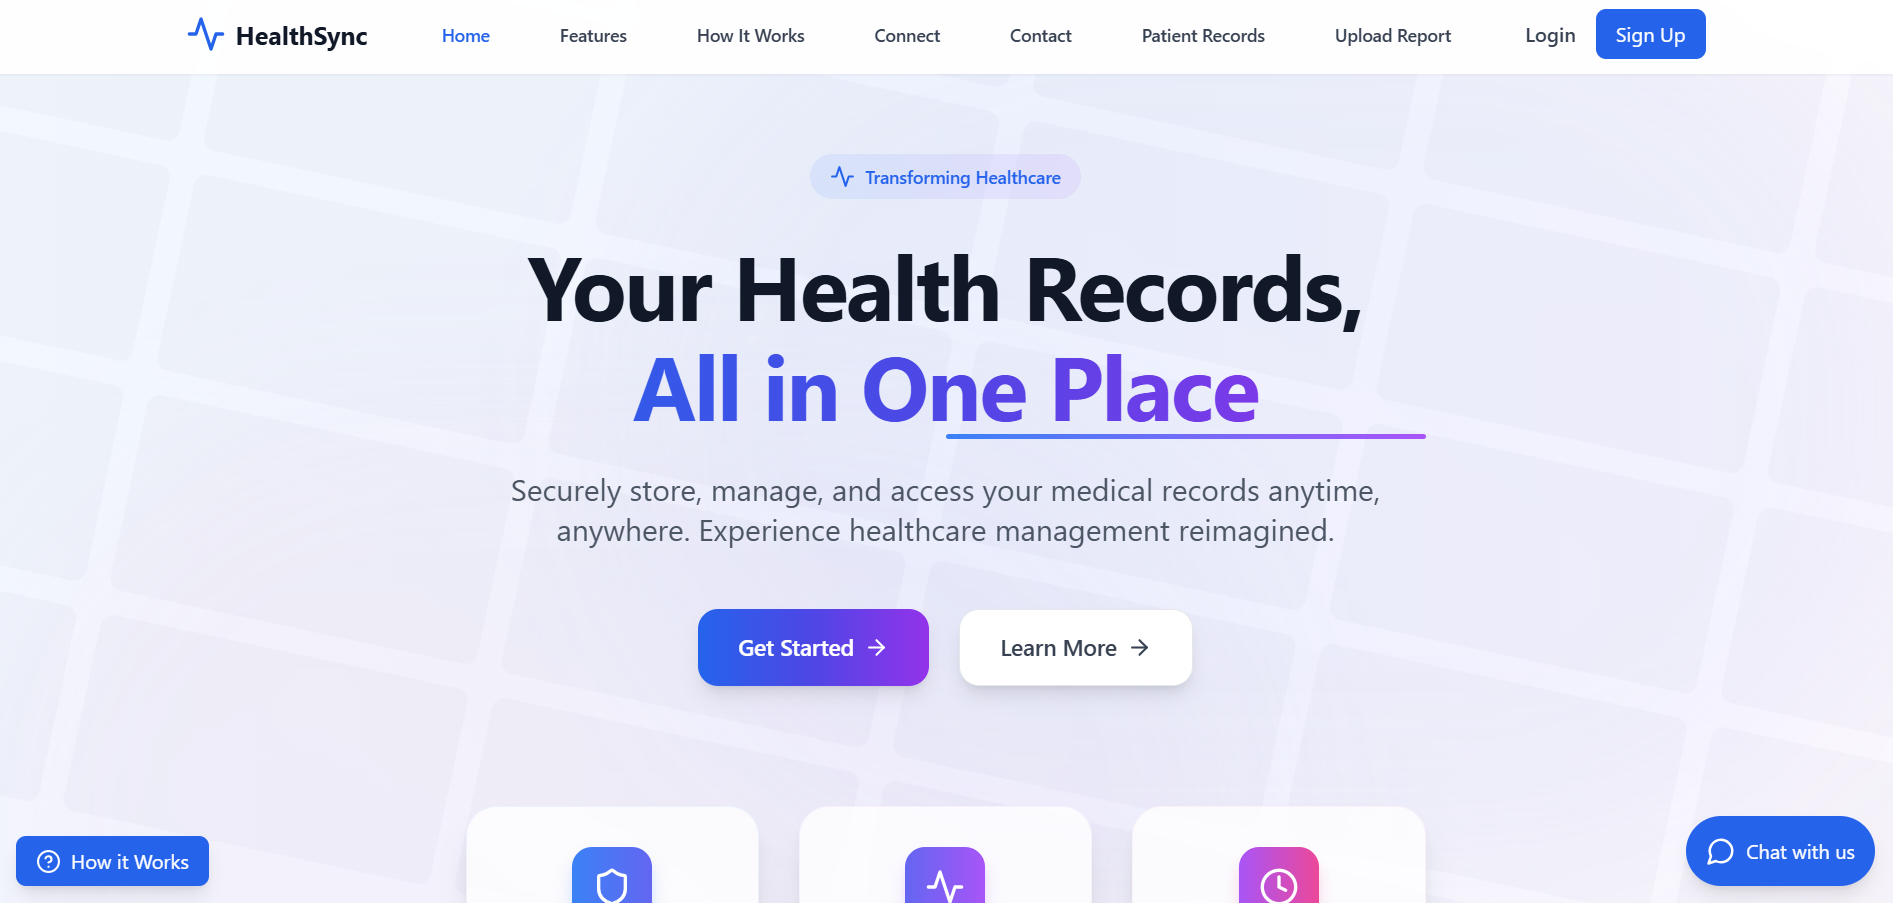 HealthSync
Home
Features
How It Works
Connect
Contact
Patient Records
Upload Report
Login
Sign Up
Transforming Healthcare
Your Health Records,
All in One Place
Securely store, manage, and access your medical records anytime,
anywhere. Experience healthcare management reimagined.
Get Started
Learn More
How it Works
Chat with us